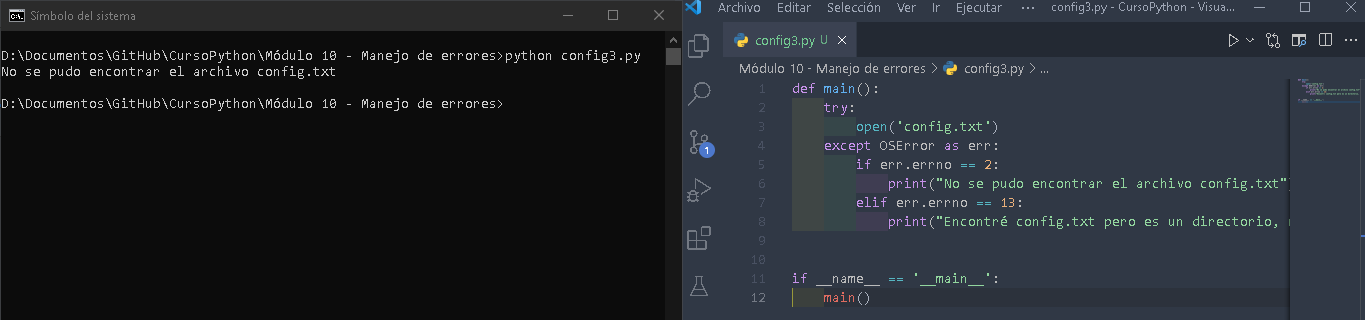 Símbolo del sistema
D:\Documentos\GitHub\CursoPython\Módulo 10 - Manejo de errores>python config3.py
No se pudo encontrar el archivo config.txt
D:\Documentos\GitHub\CursoPython\Módulo 10 - Manejo de errores>
Archivo Editar Selección Ver Ir Ejecutar ··· config3.py - CursoPython - Visua...
config3.py U
Módulo 10 - Manejo de errores > config3.py > ...
1 def main():
2 try:
3 open('config.txt')
4 except OSError as err:
5 if err.errno == 2:
6 print("No se pudo encontrar el archivo config.txt")
7 elif err.errno == 13:
8 print("Encontré config.txt pero es un directorio,
9
10
11 if __name__ == '__main__':
12 main()
1